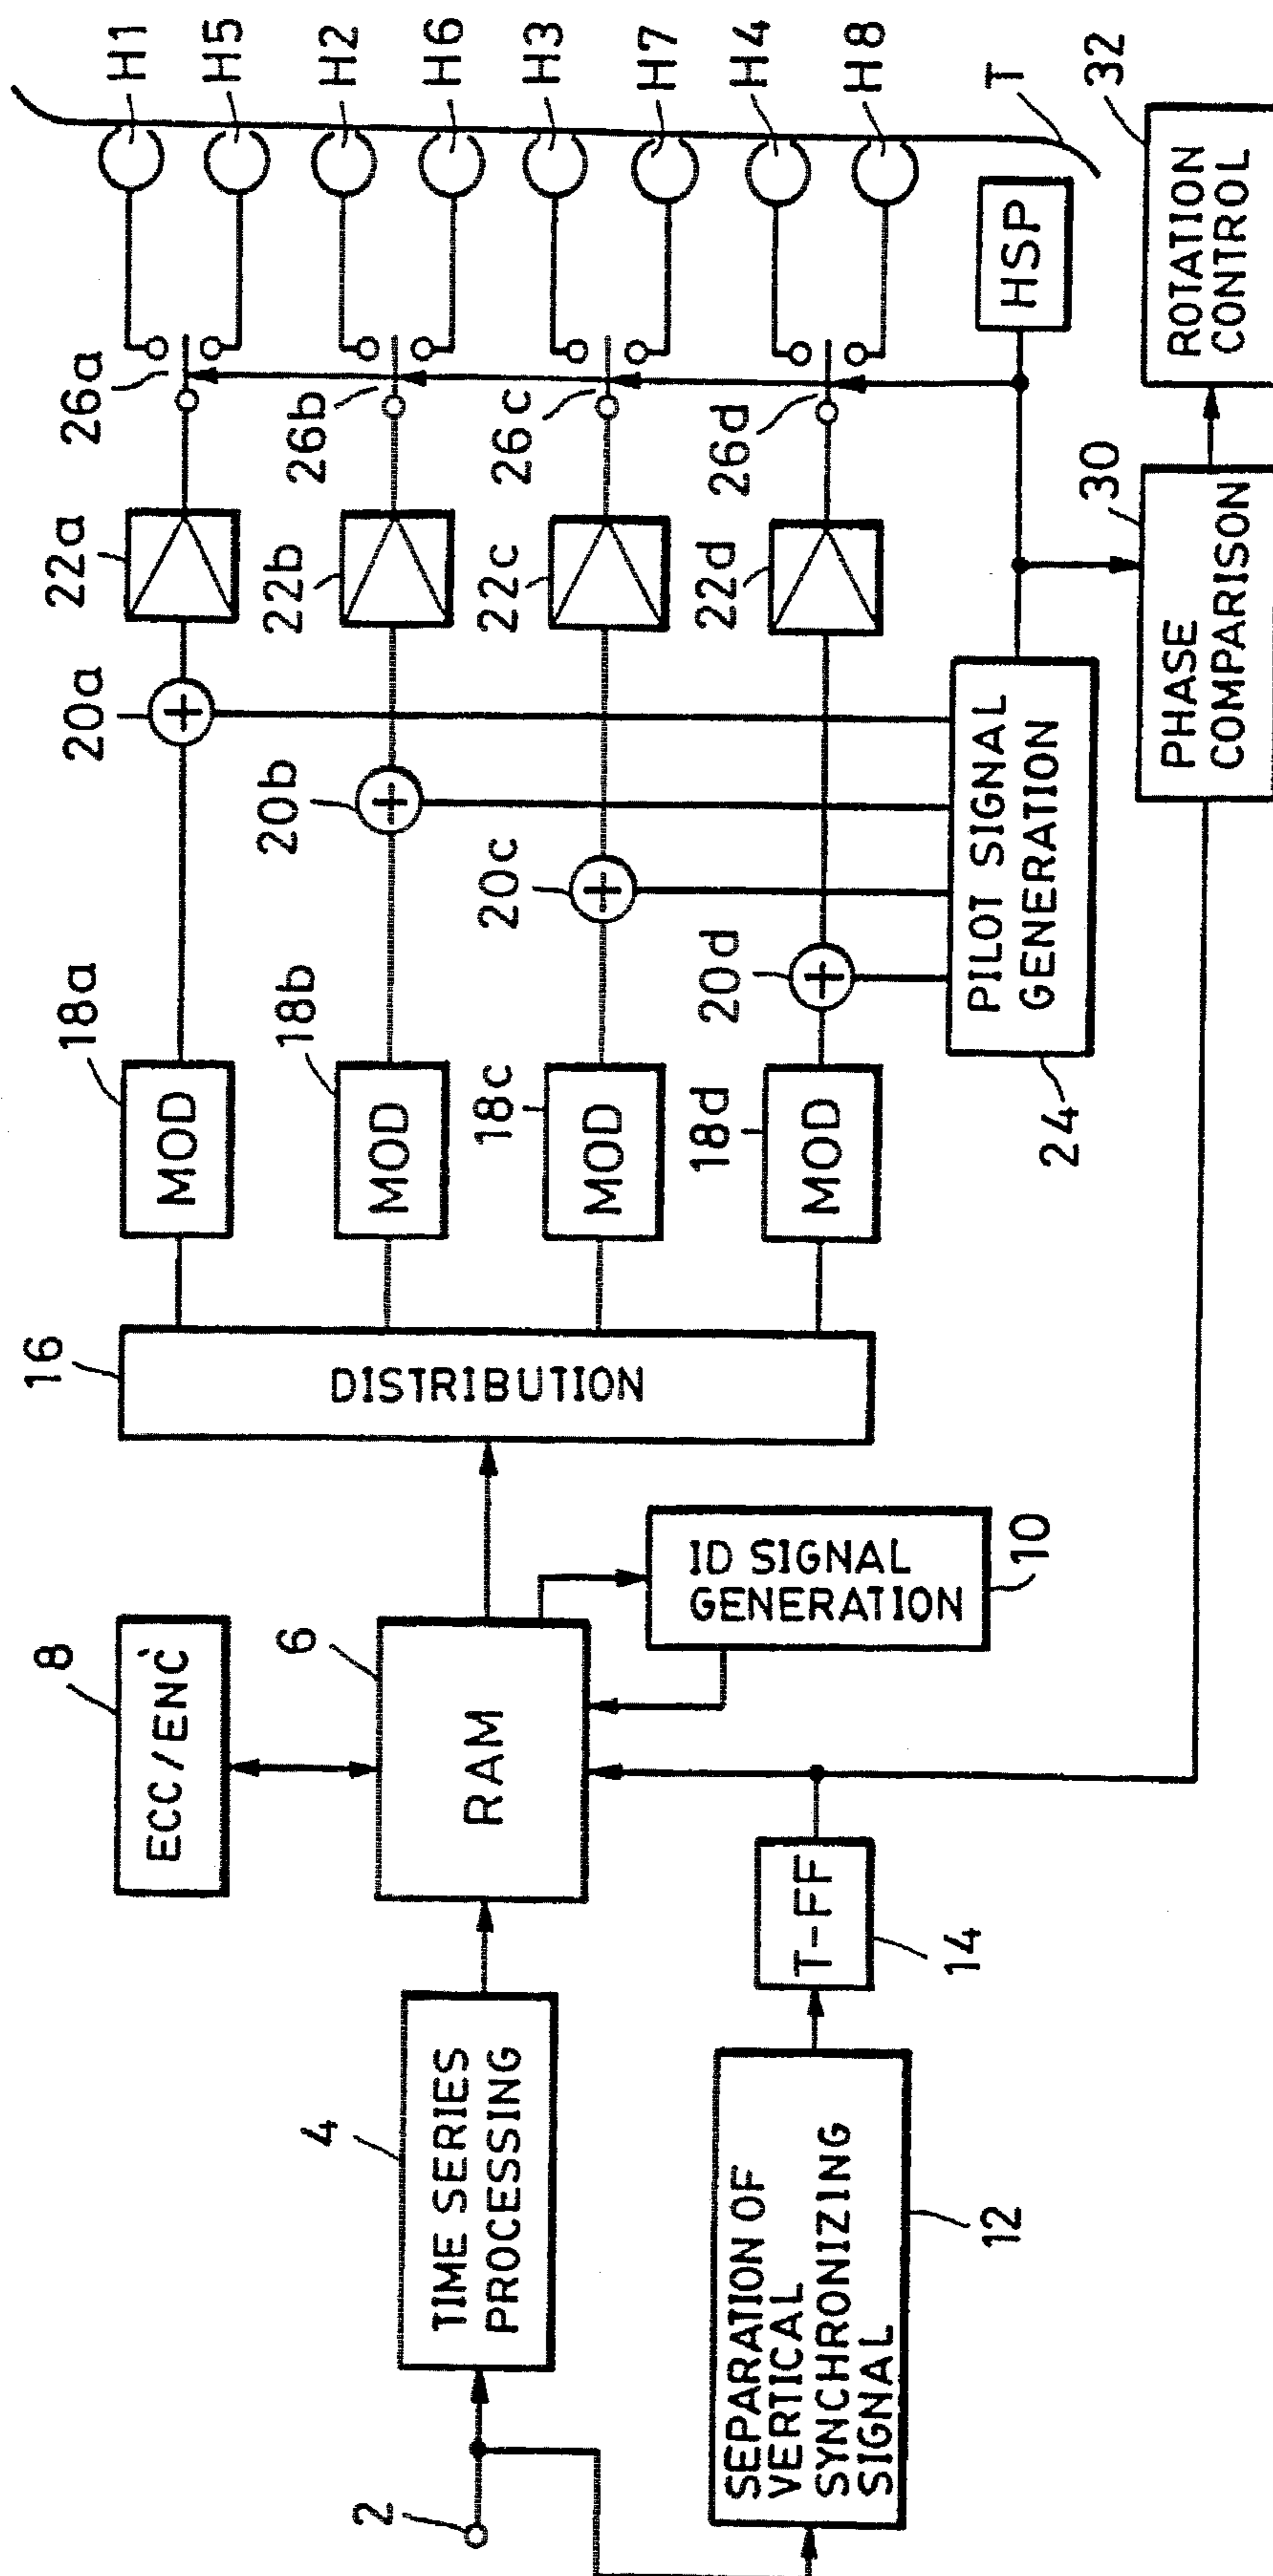 H1
H5
H2
H6
H3
H7
H4
H8
T
32
26a
26b
26c
26d
HSP
ROTATION
CONTROL
22a
22b
22c
22d
30
PHASE
COMPARISON
20a
20b
20c
20d
PILOT SIGNAL
GENERATION
24
18a
18b
18c
18d
MOD
MOD
MOD
MOD
16
DISTRIBUTION
8
ECC/ENC
6
RAM
ID SIGNAL
GENERATION
10
4
TIME SERIES
PROCESSING
T-FF
14
2
SEPARATION OF
VERTICAL
SYNCHRONIZING
SIGNAL
12